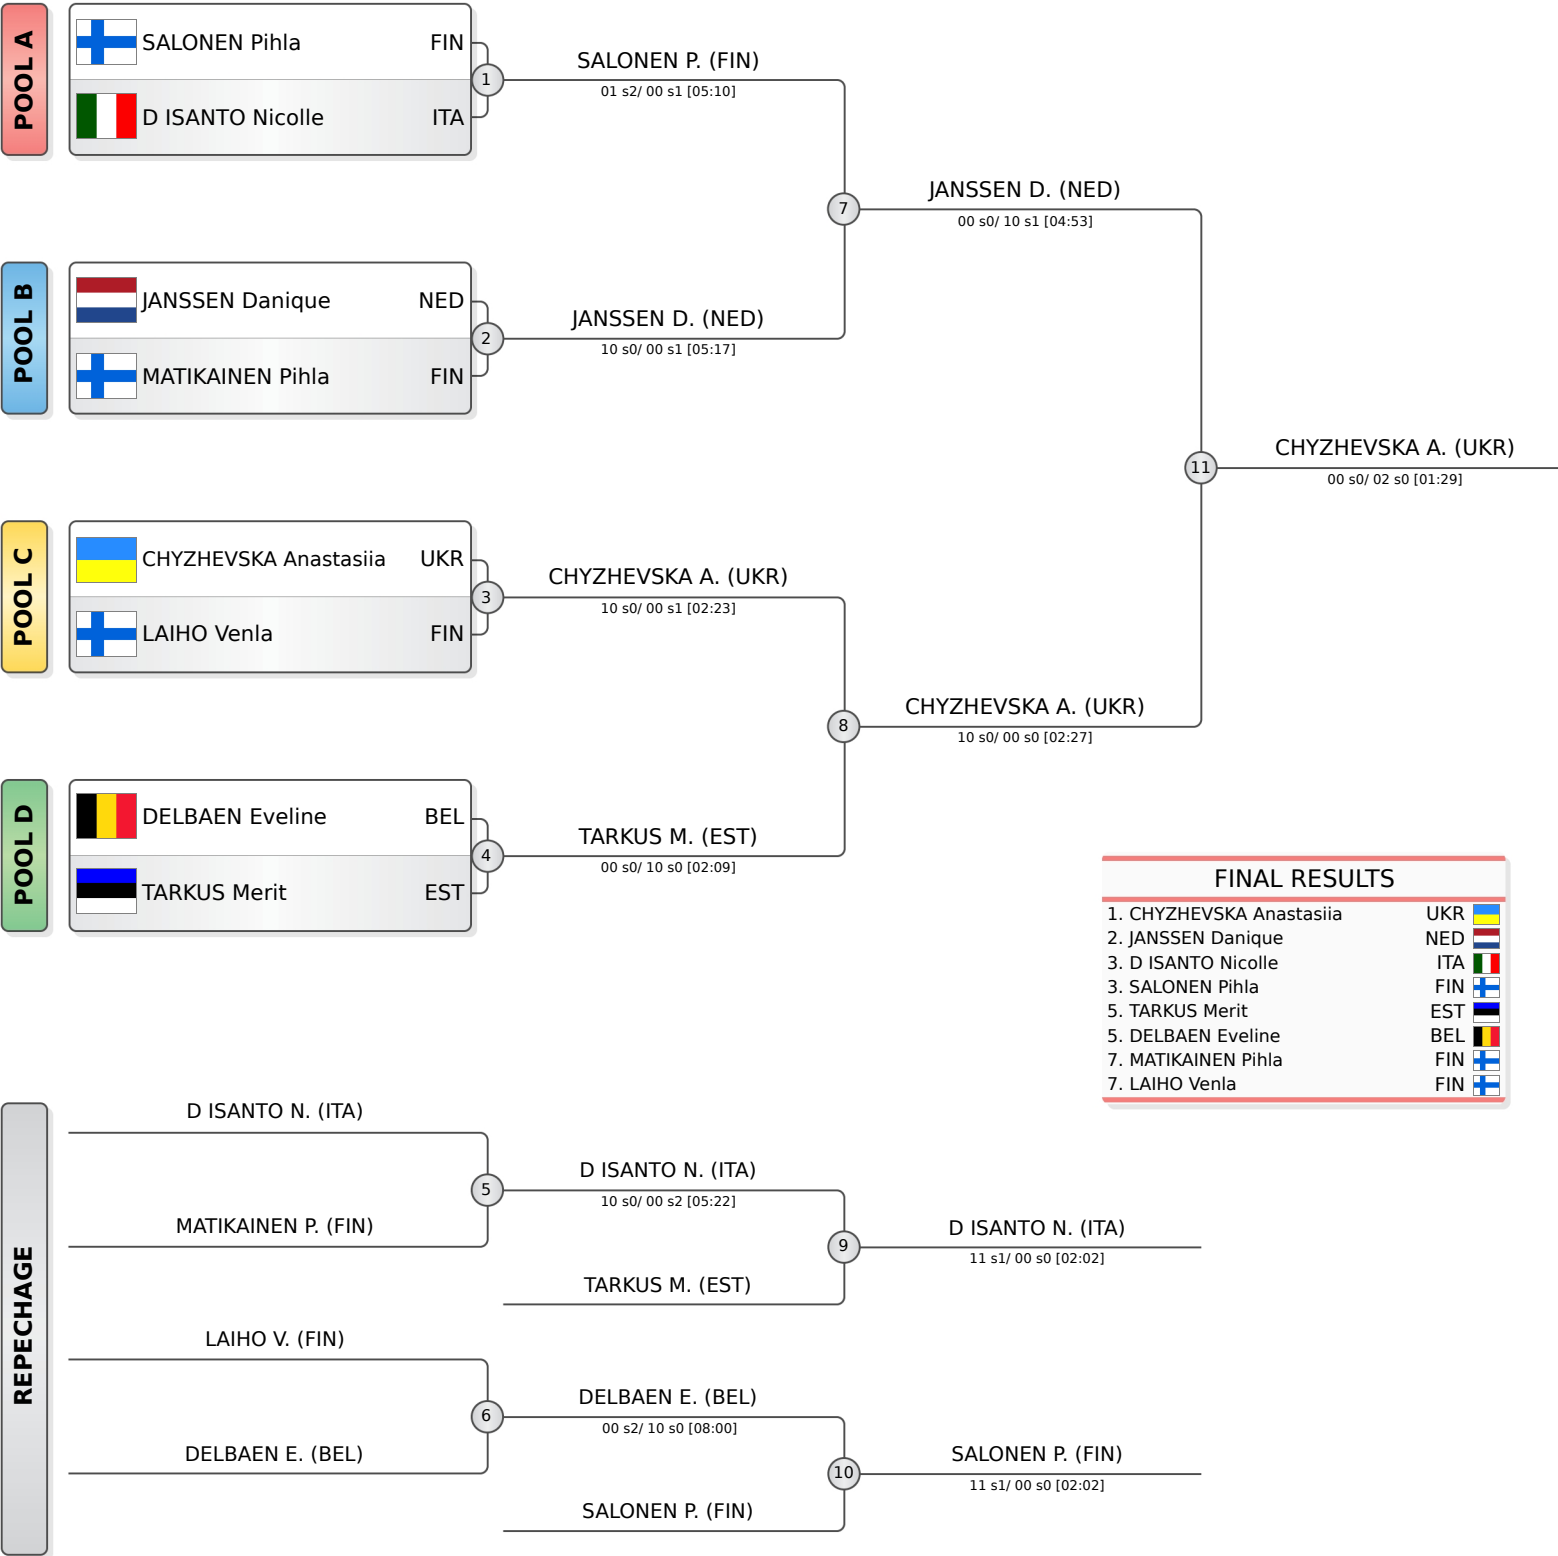 POOL A
SALONEN Pihla FIN
D ISANTO Nicolle ITA
1
SALONEN P. (FIN)
01 s2/ 00 s1 [05:10]
POOL B
JANSSEN Danique NED
MATIKAINEN Pihla FIN
2
JANSSEN D. (NED)
10 s0/ 00 s1 [05:17]
7
JANSSEN D. (NED)
00 s0/ 10 s1 [04:53]
POOL C
CHYZHEVSKA Anastasiia UKR
LAIHO Venla FIN
3
CHYZHEVSKA A. (UKR)
10 s0/ 00 s1 [02:23]
POOL D
DELBAEN Eveline BEL
TARKUS Merit EST
4
TARKUS M. (EST)
00 s0/ 10 s0 [02:09]
8
CHYZHEVSKA A. (UKR)
10 s0/ 00 s0 [02:27]
11
CHYZHEVSKA A. (UKR)
00 s0/ 02 s0 [01:29]
FINAL RESULTS
1. CHYZHEVSKA Anastasiia UKR
2. JANSSEN Danique NED
3. D ISANTO Nicolle ITA
3. SALONEN Pihla FIN
5. TARKUS Merit EST
5. DELBAEN Eveline BEL
7. MATIKAINEN Pihla FIN
7. LAIHO Venla FIN
REPECHAGE
D ISANTO N. (ITA)
MATIKAINEN P. (FIN)
5
D ISANTO N. (ITA)
10 s0/ 00 s2 [05:22]
TARKUS M. (EST)
9
D ISANTO N. (ITA)
11 s1/ 00 s0 [02:02]
LAIHO V. (FIN)
DELBAEN E. (BEL)
6
DELBAEN E. (BEL)
00 s2/ 10 s0 [08:00]
SALONEN P. (FIN)
10
SALONEN P. (FIN)
11 s1/ 00 s0 [02:02]